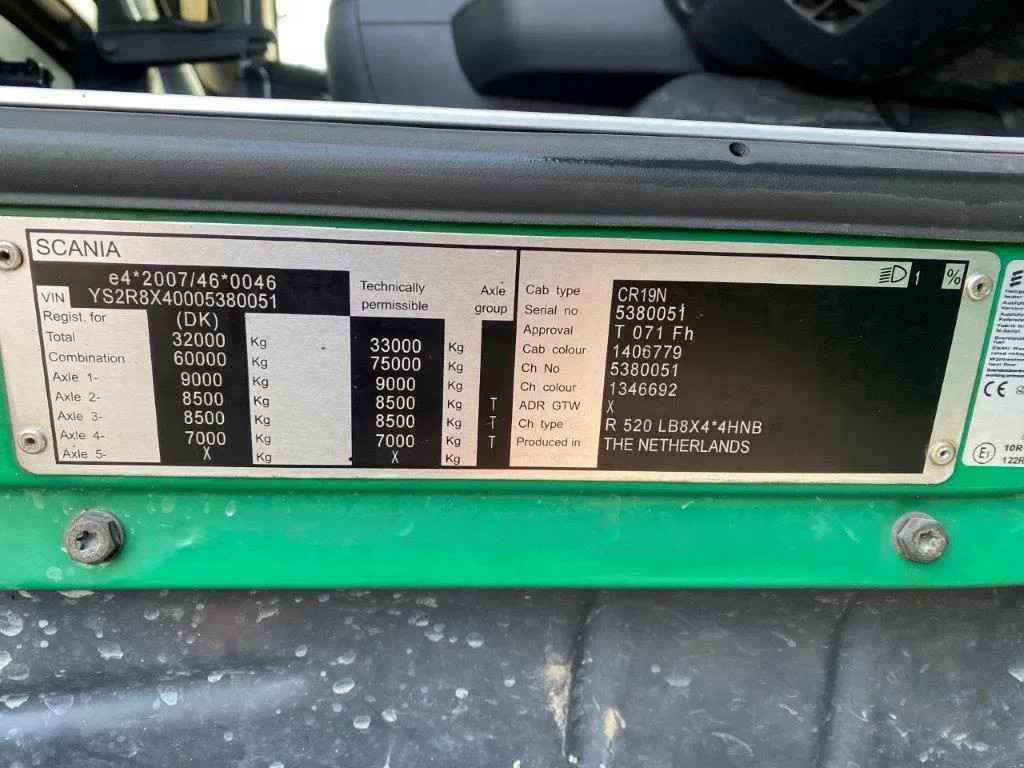 SCANIA
e4*2007/46*0046
VIN YS2R8X40005380051
Technically permissible Axle group
Regist. for (DK)
Total 32000 Kg 33000 Kg
Combination 60000 Kg 75000 Kg
Axle 1- 9000 Kg 9000 Kg
Axle 2- 8500 Kg 8500 Kg T
Axle 3- 8500 Kg 8500 Kg T
Axle 4- 7000 Kg 7000 Kg T
Axle 5- X Kg X Kg
1 %
Cab type CR19N
Serial no 5380051
Approval T 071 Fh
Cab colour 1406779
Ch No 5380051
Ch colour 1346692
ADR GTW X
Ch type R 520 LB8X4*4HNB
Produced in THE NETHERLANDS
CE
E1
10R
122R